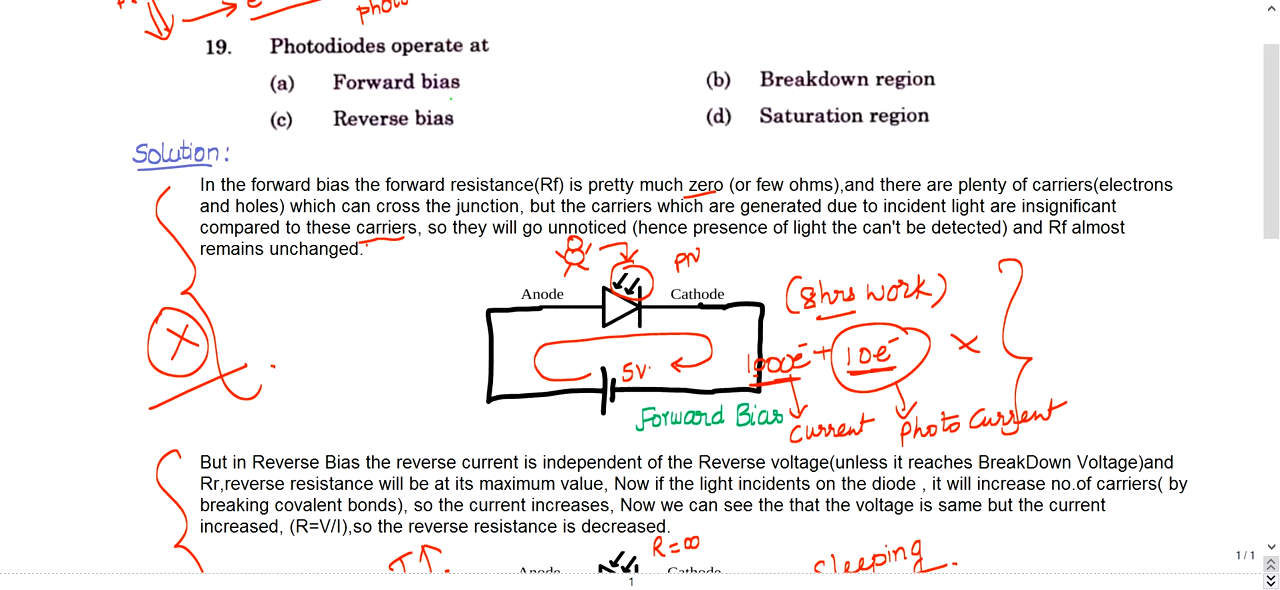 photo
19. Photodiodes operate at
(a) Forward bias (b) Breakdown region
(c) Reverse bias (d) Saturation region
Solution:
In the forward bias the forward resistance(Rf) is pretty much zero (or few ohms),and there are plenty of carriers(electrons
and holes) which can cross the junction, but the carriers which are generated due to incident light are insignificant
compared to these carriers, so they will go unnoticed (hence presence of light the can't be detected) and Rf almost
remains unchanged.
PN
Anode Cathode (8hrs work)
5V. 1000e⁻ + 10e⁻ ×
Forward Bias Current Photo Current
But in Reverse Bias the reverse current is independent of the Reverse voltage(unless it reaches BreakDown Voltage)and
Rr,reverse resistance will be at its maximum value, Now if the light incidents on the diode , it will increase no.of carriers( by
breaking covalent bonds), so the current increases, Now we can see the that the voltage is same but the current
increased, (R=V/I),so the reverse resistance is decreased.
R=∞
T↑. Anode Cathode sleeping.
1 / 1
1